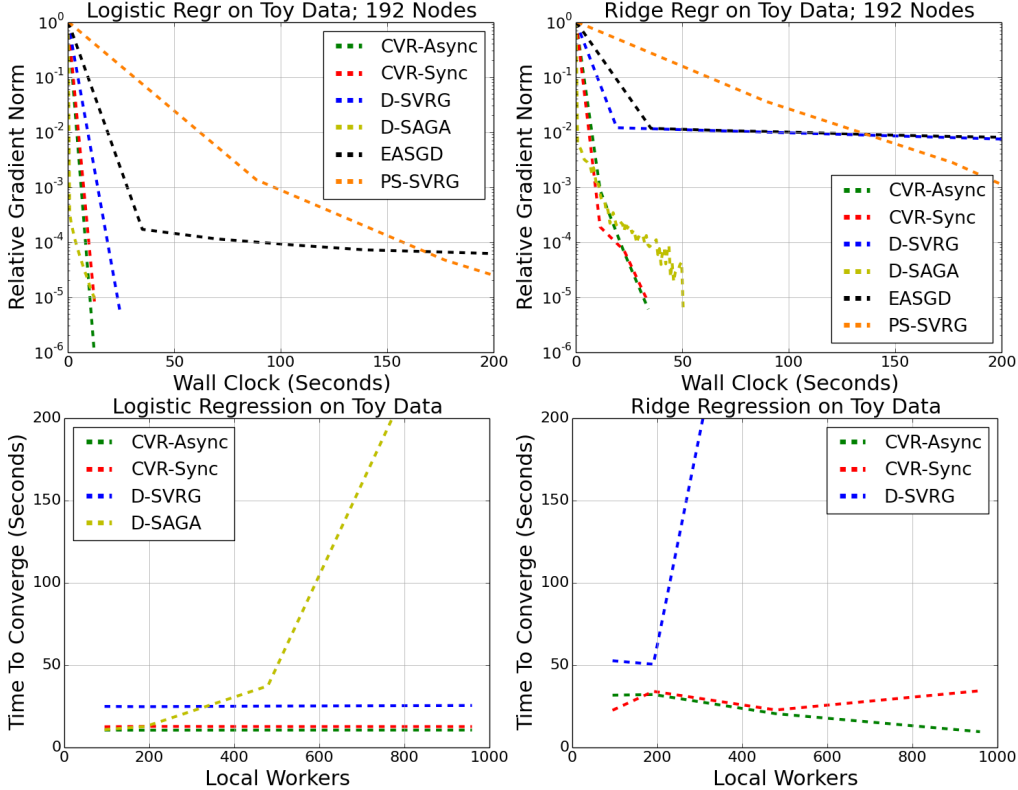 Logistic Regr on Toy Data; 192 Nodes
10^0
10^-1
10^-2
10^-3
10^-4
10^-5
10^-6
Relative Gradient Norm
CVR-Async
CVR-Sync
D-SVRG
D-SAGA
EASGD
PS-SVRG
0 50 100 150 200
Wall Clock (Seconds)
Ridge Regr on Toy Data; 192 Nodes
10^0
10^-1
10^-2
10^-3
10^-4
10^-5
10^-6
Relative Gradient Norm
CVR-Async
CVR-Sync
D-SVRG
D-SAGA
EASGD
PS-SVRG
0 50 100 150 200
Wall Clock (Seconds)
Logistic Regression on Toy Data
200
150
100
50
0
Time To Converge (Seconds)
CVR-Async
CVR-Sync
D-SVRG
D-SAGA
0 200 400 600 800 1000
Local Workers
Ridge Regression on Toy Data
200
150
100
50
0
Time To Converge (Seconds)
CVR-Async
CVR-Sync
D-SVRG
0 200 400 600 800 1000
Local Workers